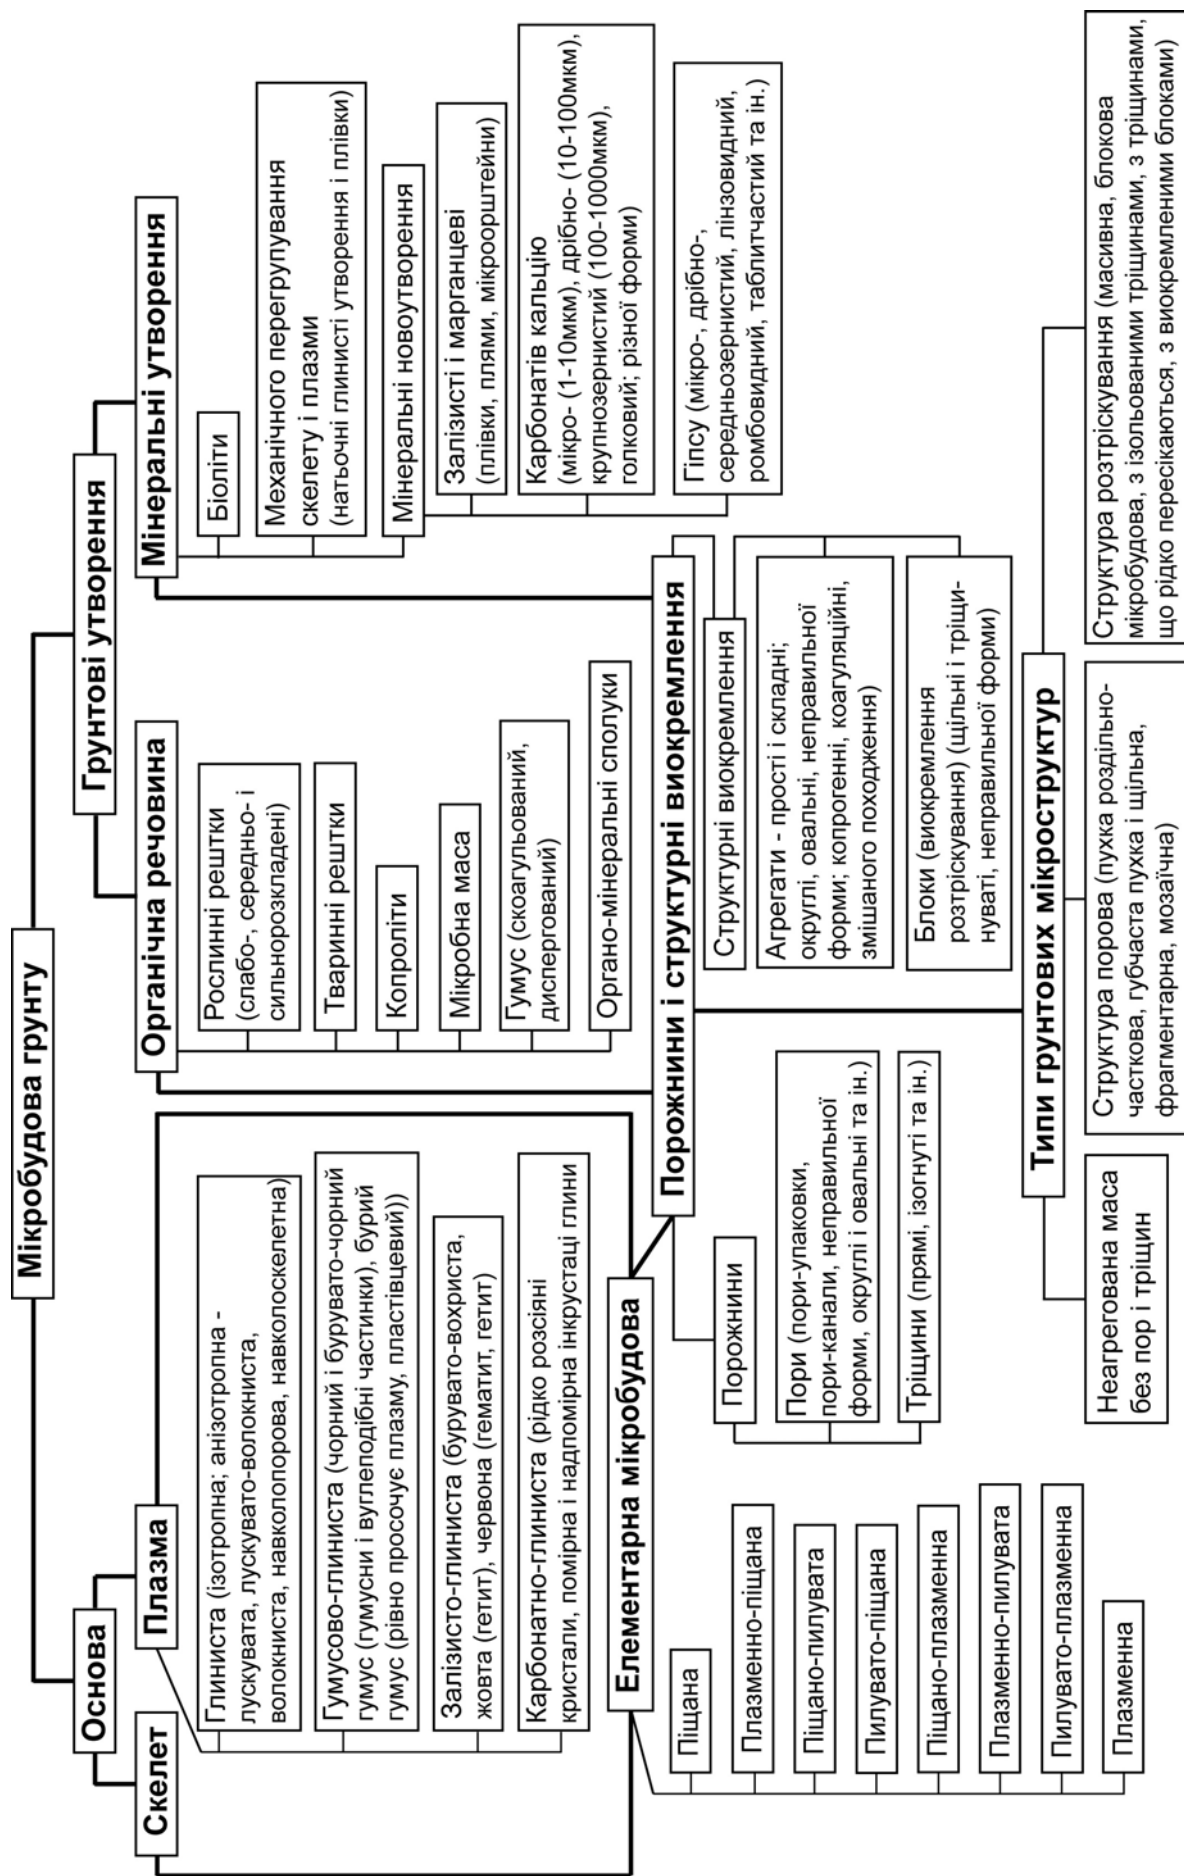 Мікробудова грунту
Основа
Грунтові утворення
Скелет
Плазма
Органічна речовина
Мінеральні утворення
Глиниста (ізотропна; анізотропна -
лускувата, лускувато-волокниста,
волокниста, навколопорова, навколоскелетна)
Гумусово-глиниста (чорний і бурувато-чорний
гумус (гумусни і вуглеподібні частинки), бурий
гумус (рівно просочує плазму, пластівцевий))
Залізисто-глиниста (бурувато-вохриста,
жовта (гетит), червона (гематит, гетит)
Карбонатно-глиниста (рідко розсіяні
кристали, помірна і надпомірна інкрустаці глини
Рослинні рештки
(слабо-, середньо- і
сильнорозкладені)
Тваринні рештки
Копроліти
Мікробна маса
Гумус (скоагульований,
диспергований)
Органо-мінеральні сполуки
Біоліти
Механічного перегрупування
скелету і плазми
(натьочні глинисті утворення і плівки)
Мінеральні новоутворення
Залізисті і марганцеві
(плівки, плями, мікроорштейни)
Карбонатів кальцію
(мікро- (1-10мкм), дрібно- (10-100мкм),
крупнозернистий (100-1000мкм),
голковий; різної форми)
Гіпсу (мікро-, дрібно-,
середньозернистий, лінзовидний,
ромбовидний, таблитчастий та ін.)
Елементарна мікробудова
Порожнини і структурні виокремлення
Піщана
Плазменно-піщана
Піщано-пилувата
Пилувато-піщана
Піщано-плазменна
Плазменно-пилувата
Пилувато-плазменна
Плазменна
Порожнини
Пори (пори-упаковки,
пори-канали, неправильної
форми, округлі і овальні та ін.)
Тріщини (прямі, ізогнуті та ін.)
Структурні виокремлення
Агрегати - прості і складні;
округлі, овальні, неправильної
форми; копрогенні, коагуляційні,
змішаного походження)
Блоки (виокремлення
розтріскування) (щільні і тріщи-
нуваті, неправильної форми)
Типи грунтових мікроструктур
Неагрегована маса
без пор і тріщин
Структура порова (пухка роздільно-
часткова, губчаста пухка і щільна,
фрагментарна, мозаїчна)
Структура розтріскування (масивна, блокова
мікробудова, з ізольованими тріщинами, з тріщинами,
що рідко пересікаються, з виокремленими блоками)